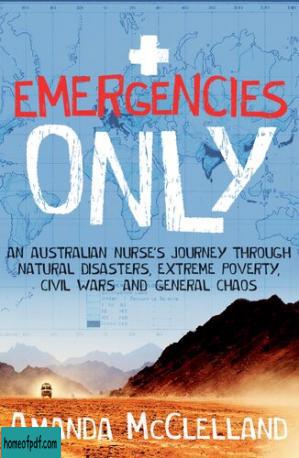 EMERGENCIES
ONLY
AN AUSTRALIAN NURSE'S JOURNEY THROUGH
NATURAL DISASTERS, EXTREME POVERTY,
CIVIL WARS AND GENERAL CHAOS
AMANDA MCCLELLAND
homeofpdf.com